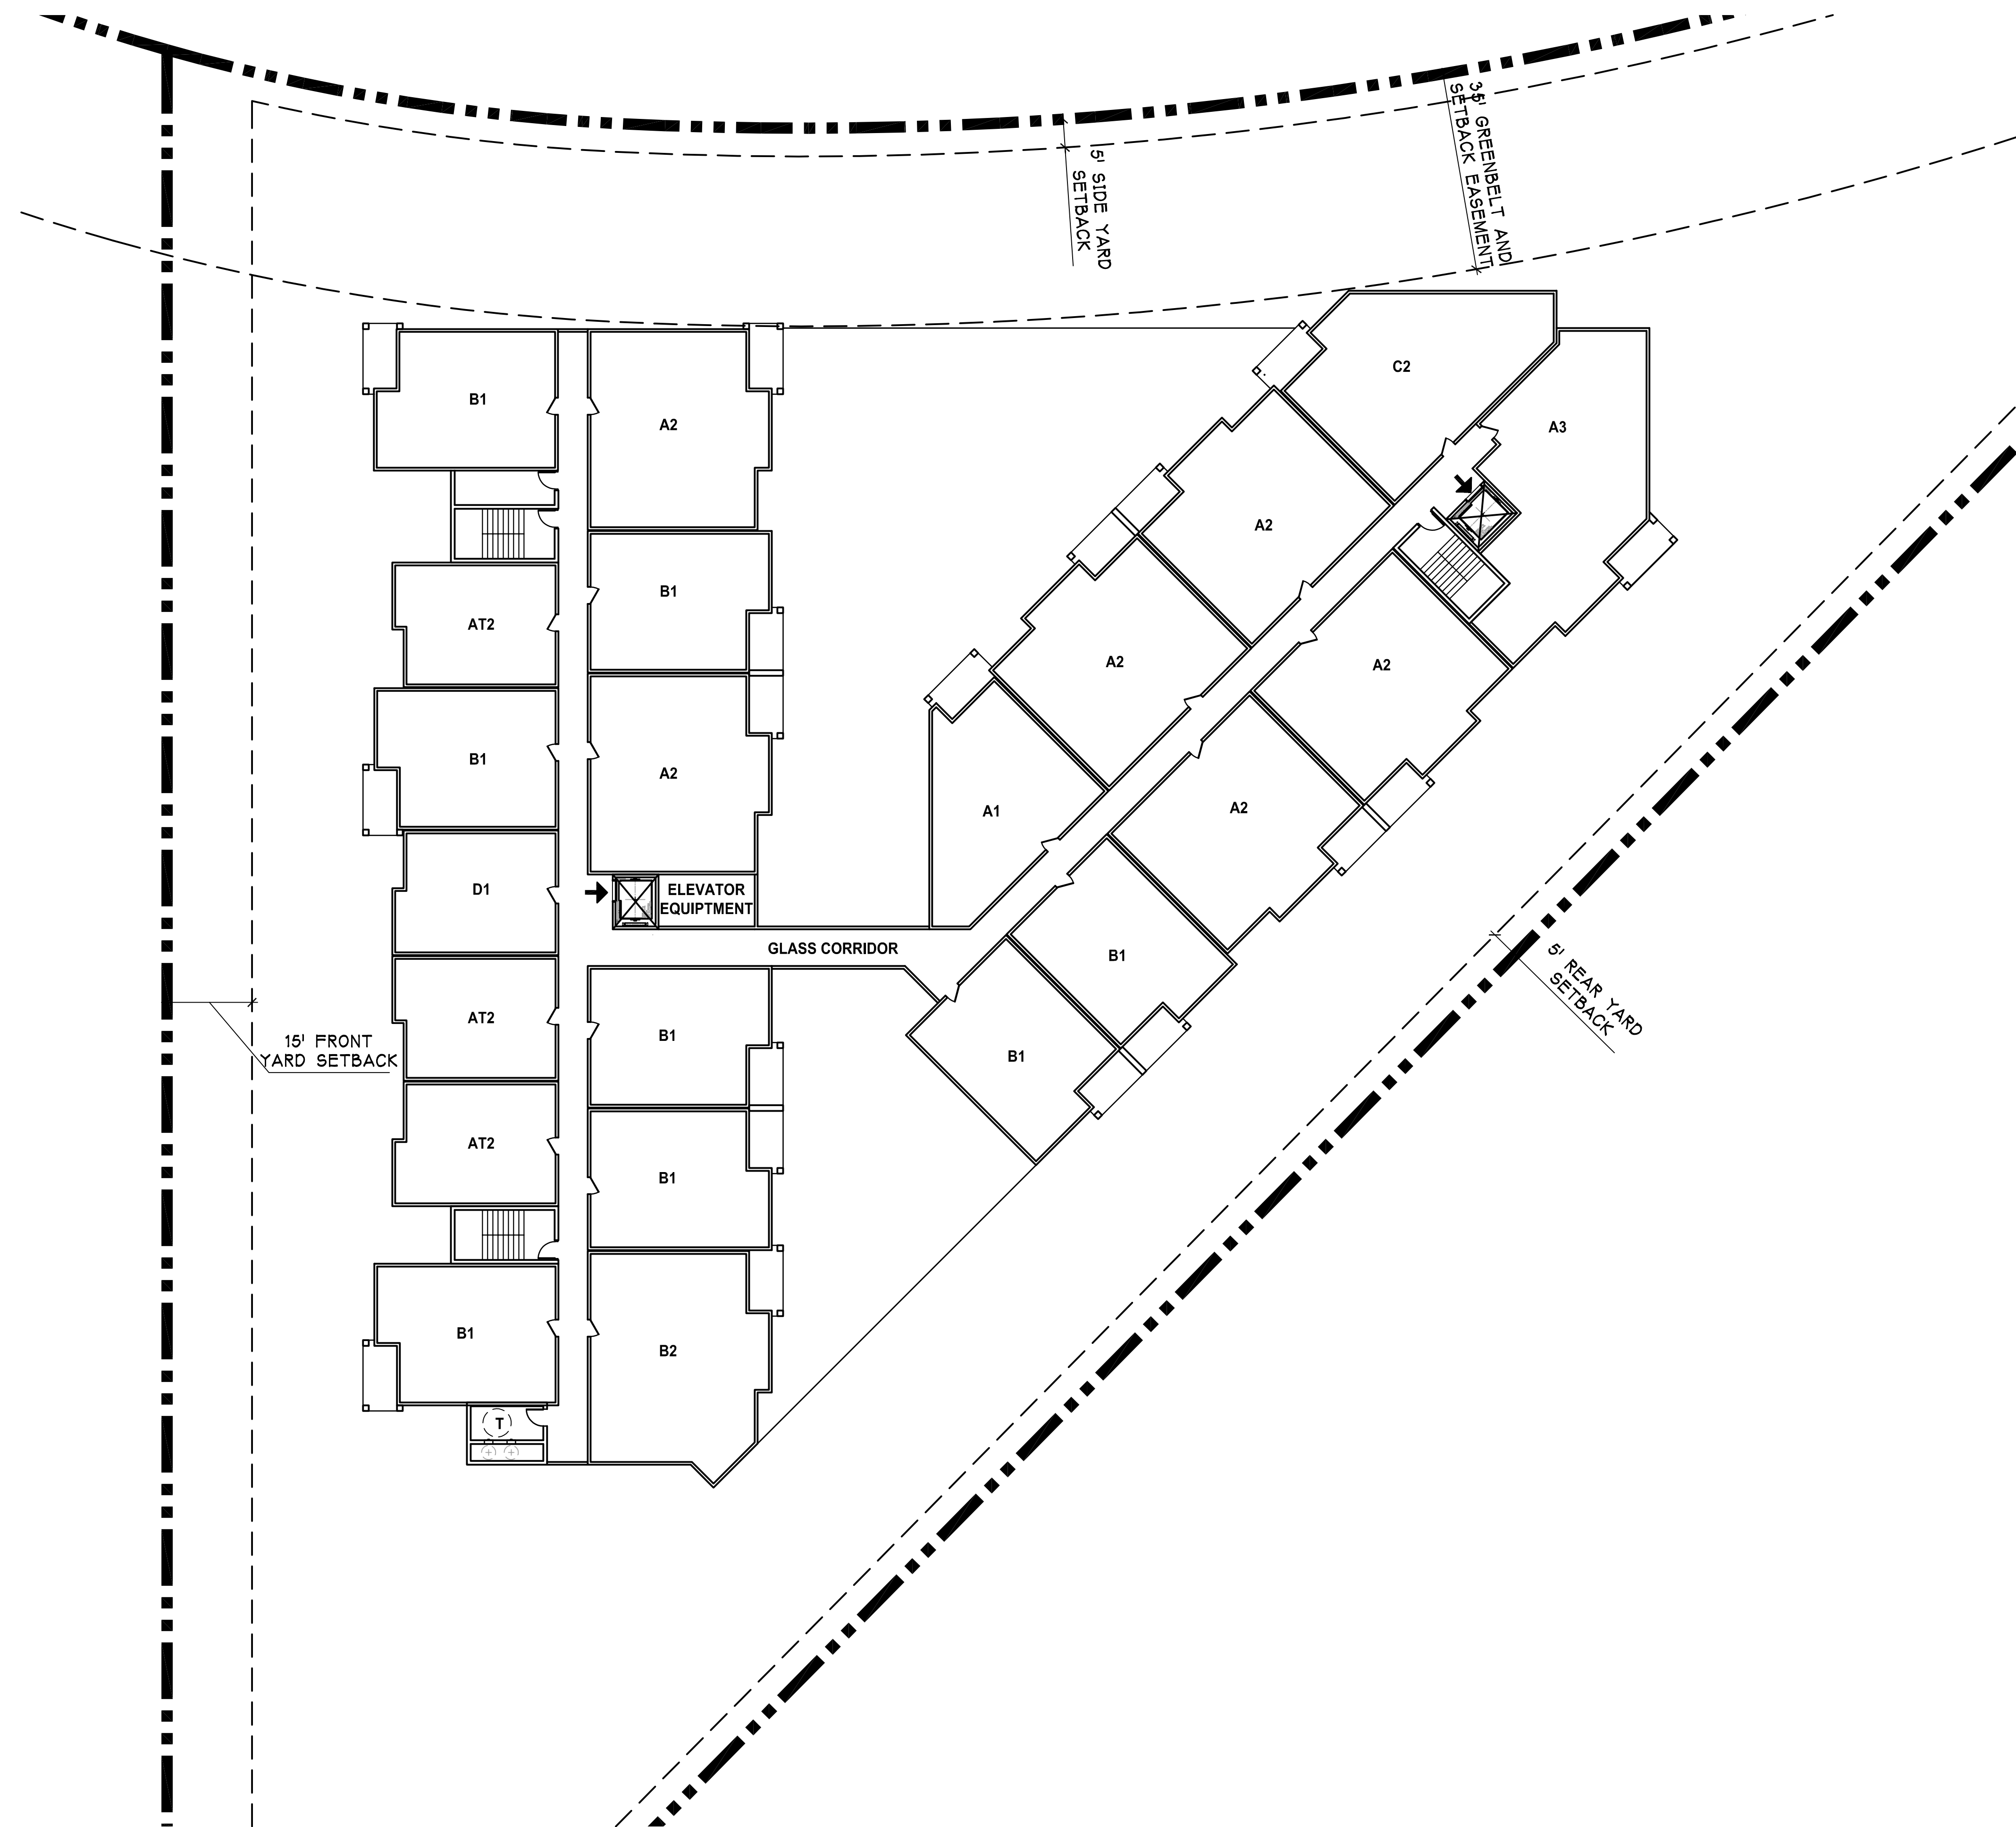 35' GREENBELT AND
SETBACK EASEMENT
5' SIDE YARD
SETBACK
C2
B1
A2
A3
A2
B1
AT2
A2
A2
B1
A2
A2
A1
D1
ELEVATOR
EQUIPTMENT
GLASS CORRIDOR
B1
5' REAR YARD
SETBACK
AT2
B1
15' FRONT
YARD SETBACK
B1
AT2
B1
B1
B2
T